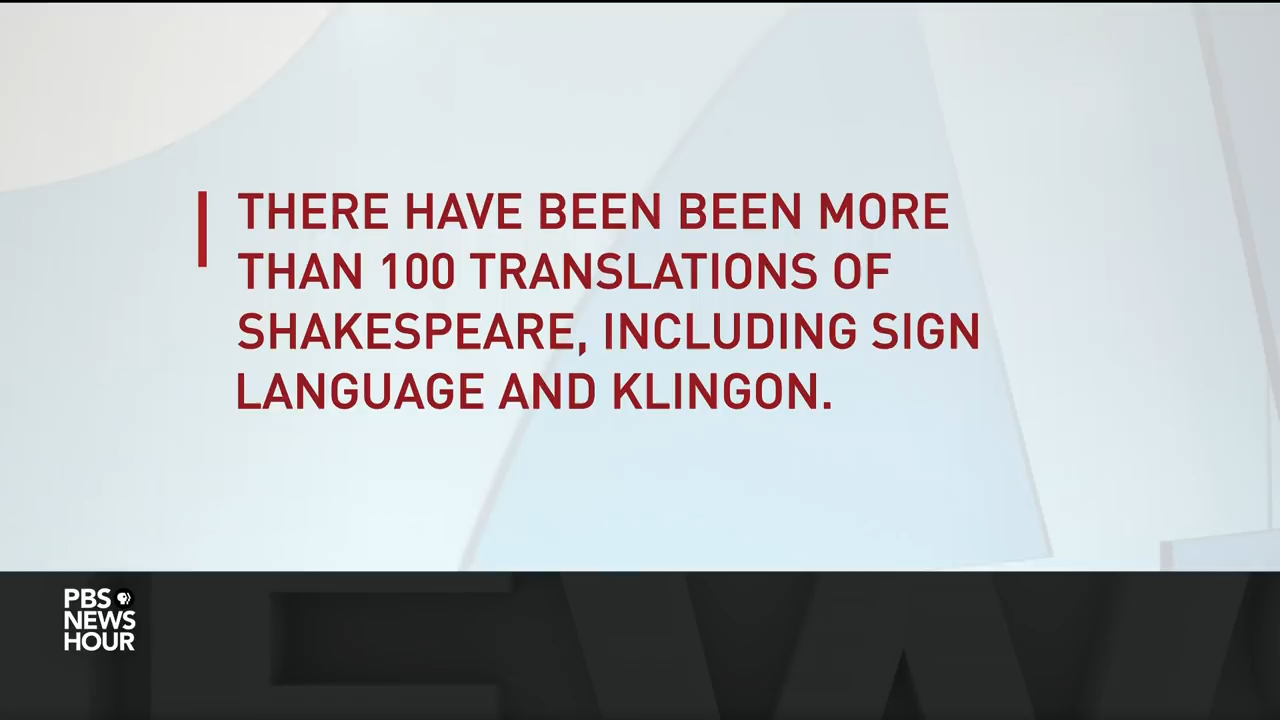 THERE HAVE BEEN BEEN MORE
THAN 100 TRANSLATIONS OF
SHAKESPEARE, INCLUDING SIGN
LANGUAGE AND KLINGON.
PBS
NEWS
HOUR